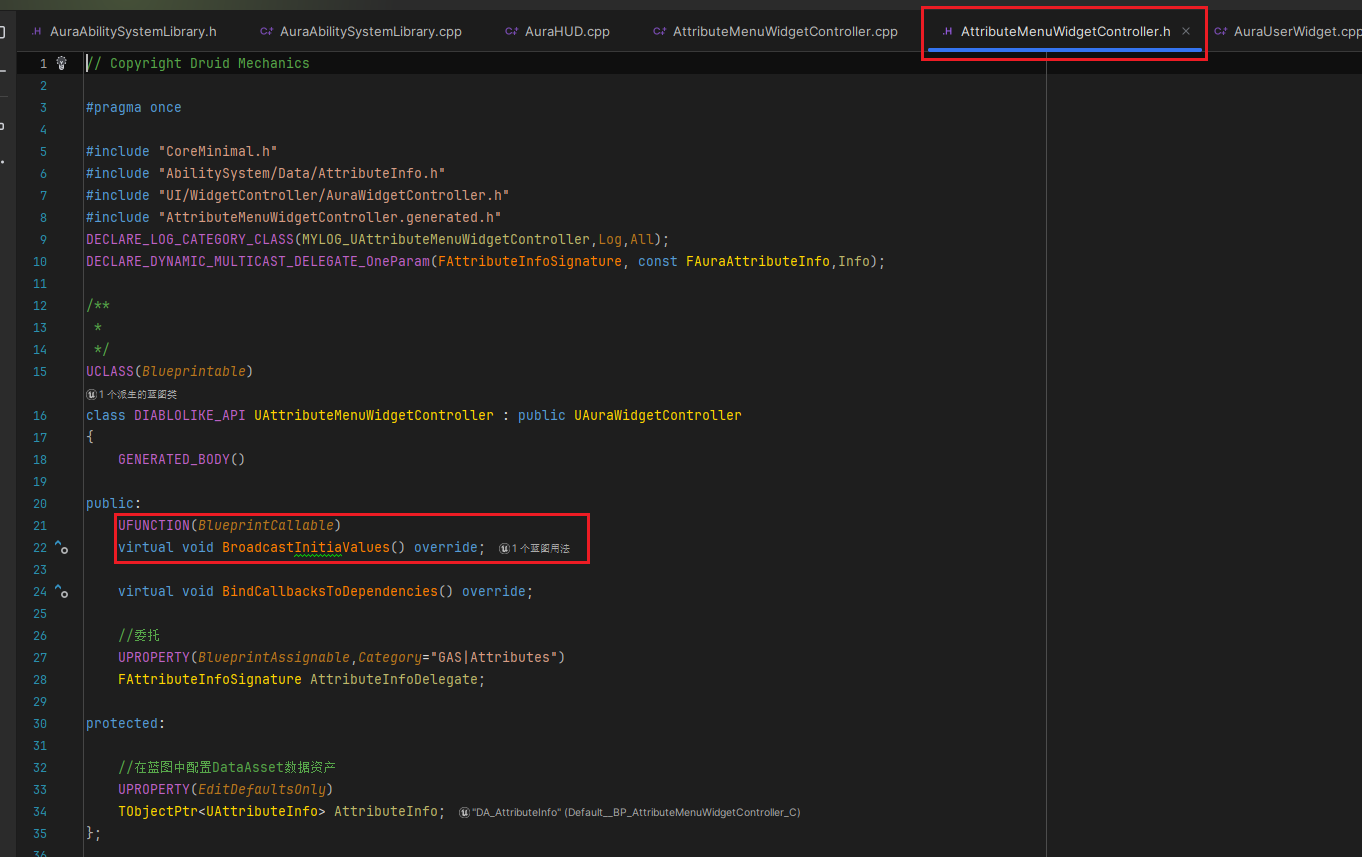 AuraAbilitySystemLibrary.h AuraAbilitySystemLibrary.cpp AuraHUD.cpp AttributeMenuWidgetController.cpp AttributeMenuWidgetController.h AuraUserWidget.cpp
1 // Copyright Druid Mechanics
2
3 #pragma once
4
5 #include "CoreMinimal.h"
6 #include "AbilitySystem/Data/AttributeInfo.h"
7 #include "UI/WidgetController/AuraWidgetController.h"
8 #include "AttributeMenuWidgetController.generated.h"
9 DECLARE_LOG_CATEGORY_CLASS(MYLOG_UAttributeMenuWidgetController,Log,All);
10 DECLARE_DYNAMIC_MULTICAST_DELEGATE_OneParam(FAttributeInfoSignature, const FAuraAttributeInfo,Info);
11
12 /**
13  *
14  */
15 UCLASS(Blueprintable)
1 个派生的蓝图类
16 class DIABLOLIKE_API UAttributeMenuWidgetController : public UAuraWidgetController
17 {
18     GENERATED_BODY()
19
20 public:
21     UFUNCTION(BlueprintCallable)
22     virtual void BroadcastInitiaValues() override; 1 个蓝图用法
23
24     virtual void BindCallbacksToDependencies() override;
25
26     //委托
27     UPROPERTY(BlueprintAssignable,Category="GAS|Attributes")
28     FAttributeInfoSignature AttributeInfoDelegate;
29
30 protected:
31
32     //在蓝图中配置DataAsset数据资产
33     UPROPERTY(EditDefaultsOnly)
34     TObjectPtr<UAttributeInfo> AttributeInfo; "DA_AttributeInfo" (Default__BP_AttributeMenuWidgetController_C)
35 };
36